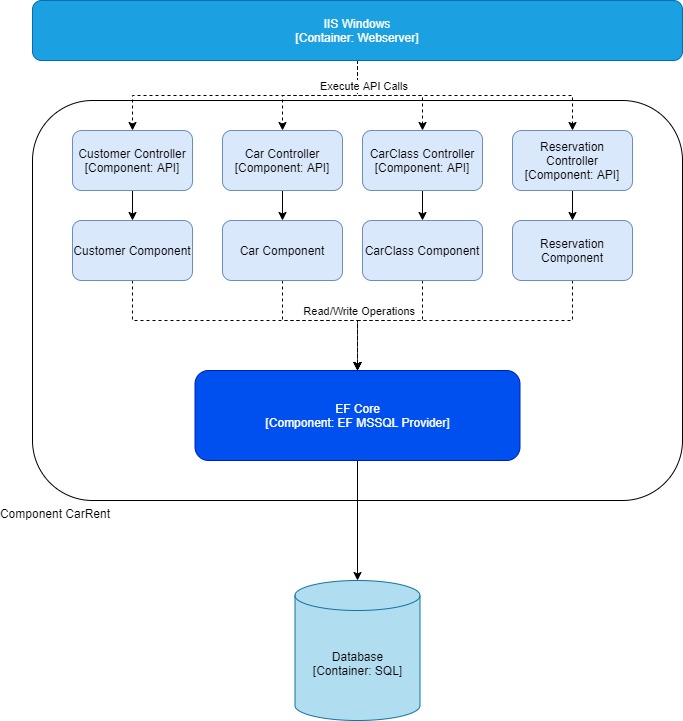 IIS Windows
[Container: Webserver]
Execute API Calls
Customer Controller
[Component: API]
Car Controller
[Component: API]
CarClass Controller
[Component: API]
Reservation
Controller
[Component: API]
Customer Component
Car Component
CarClass Component
Reservation
Component
Read/Write Operations
EF Core
[Component: EF MSSQL Provider]
Component CarRent
Database
[Container: SQL]